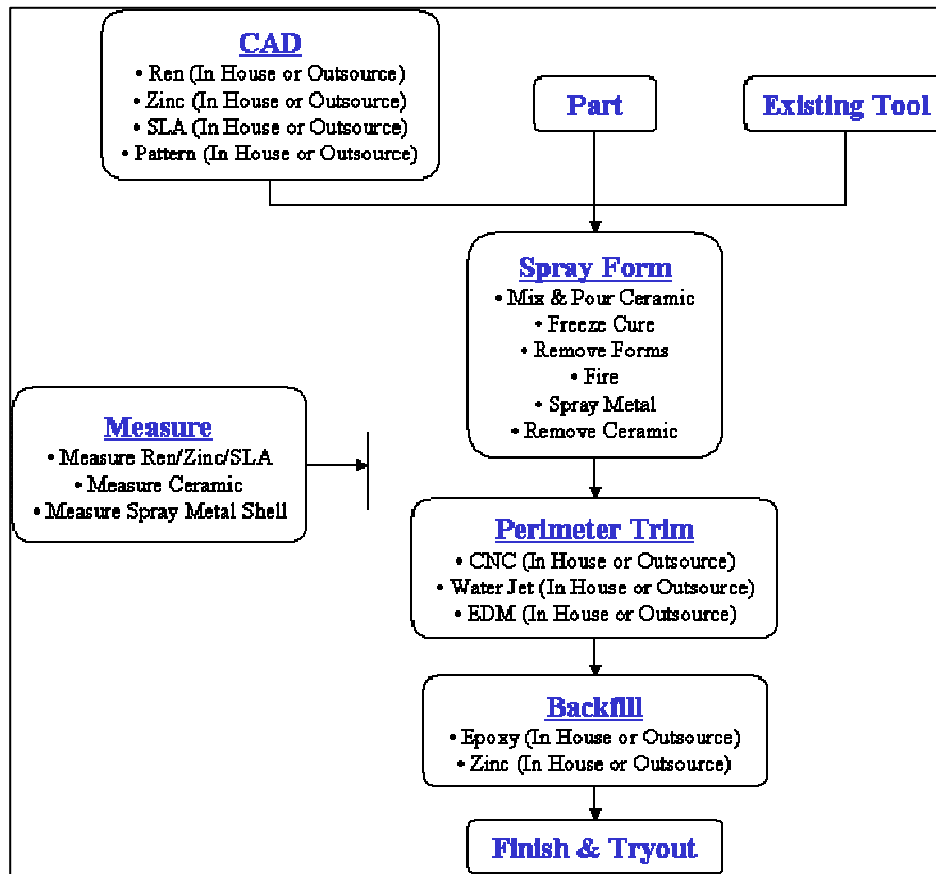 CAD
• Ren (In House or Outsource)
• Zinc (In House or Outsource)
• SLA (In House or Outsource)
• Pattern (In House or Outsource)
Part
Existing Tool
Spray Form
• Mix & Pour Ceramic
• Freeze Cure
• Remove Forms
• Fire
• Spray Metal
• Remove Ceramic
Measure
• Measure Ren/Zinc/SLA
• Measure Ceramic
• Measure Spray Metal Shell
Perimeter Trim
• CNC (In House or Outsource)
• Water Jet (In House or Outsource)
• EDM (In House or Outsource)
Backfill
• Epoxy (In House or Outsource)
• Zinc (In House or Outsource)
Finish & Tryout